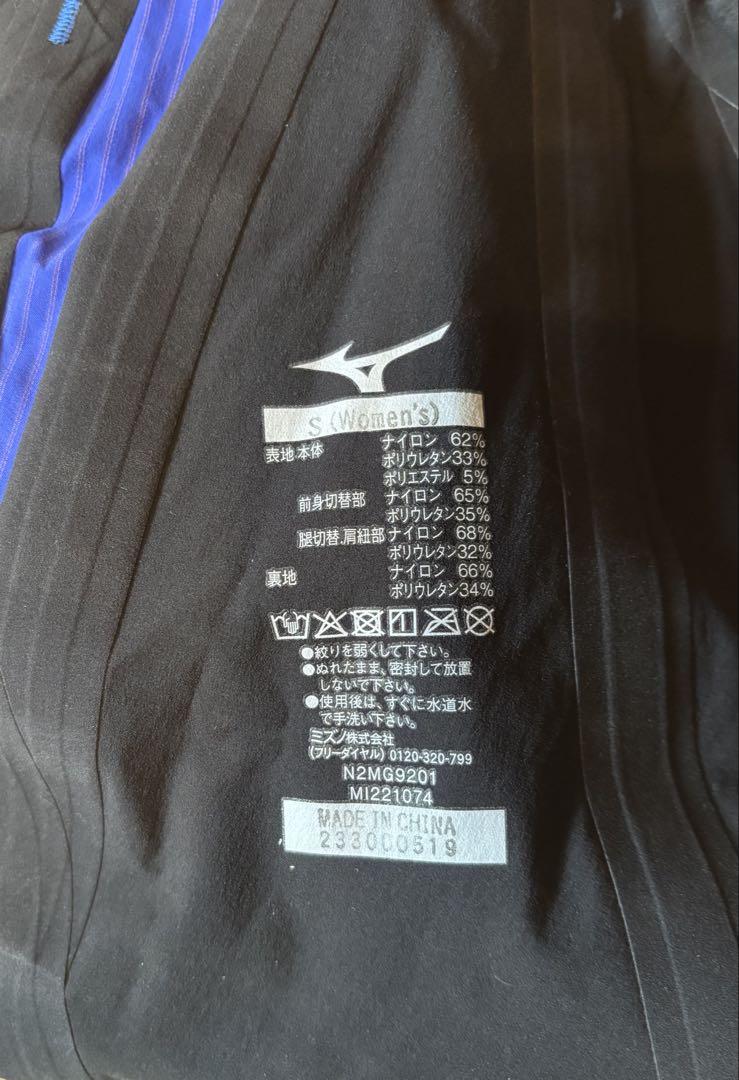 S (Women's)
表地 本体 ナイロン 62%
ポリウレタン33%
ポリエステル 5%
前身切替部 ナイロン 65%
ポリウレタン35%
腿切替.肩紐部 ナイロン 68%
ポリウレタン32%
裏地 ナイロン 66%
ポリウレタン34%
●絞りを弱くして下さい。
●ぬれたまま、密封して放置
しないで下さい。
●使用後は、すぐに水道水
で手洗い下さい。
ミズノ株式会社
(フリーダイヤル) 0120-320-799
N2MG9201
MI221074
MADE IN CHINA
233000519